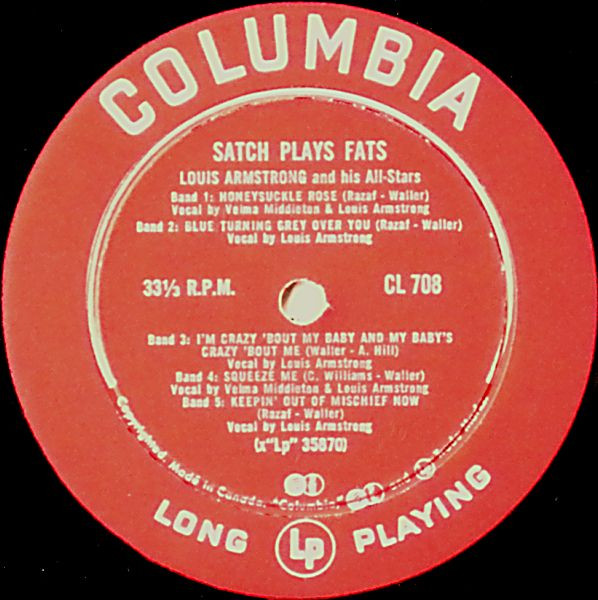 COLUMBIA
SATCH PLAYS FATS
LOUIS ARMSTRONG and his All-Stars
Band 1: HONEYSUCKLE ROSE (Razaf - Waller)
Vocal by Velma Middleton & Louis Armstrong
Band 2: BLUE TURNING GREY OVER YOU (Razaf - Waller)
Vocal by Louis Armstrong
33⅓ R.P.M.
CL 708
Band 3: I'M CRAZY 'BOUT MY BABY AND MY BABY'S
CRAZY 'BOUT ME (Waller - A. Hill)
Vocal by Louis Armstrong
Band 4: SQUEEZE ME (C. Williams - Waller)
Vocal by Velma Middleton & Louis Armstrong
Band 5: KEEPIN' OUT OF MISCHIEF NOW
(Razaf - Waller)
Vocal by Louis Armstrong
(x"Lp" 35870)
Copyrighted. Made in Canada. "Columbia," and
LONG Lp PLAYING